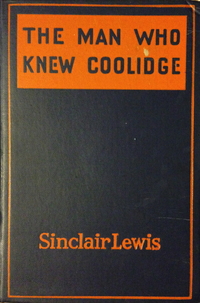 THE MAN WHO
KNEW COOLIDGE
Sinclair Lewis